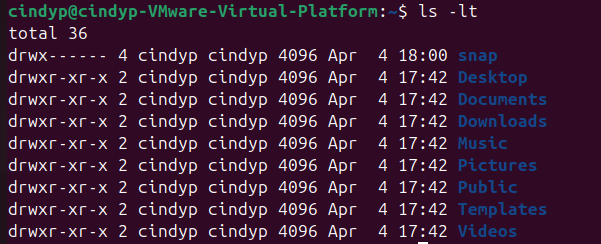 cindyp@cindyp-VMware-Virtual-Platform:~$ ls -lt
total 36
drwx------ 4 cindyp cindyp 4096 Apr  4 18:00 snap
drwxr-xr-x 2 cindyp cindyp 4096 Apr  4 17:42 Desktop
drwxr-xr-x 2 cindyp cindyp 4096 Apr  4 17:42 Documents
drwxr-xr-x 2 cindyp cindyp 4096 Apr  4 17:42 Downloads
drwxr-xr-x 2 cindyp cindyp 4096 Apr  4 17:42 Music
drwxr-xr-x 2 cindyp cindyp 4096 Apr  4 17:42 Pictures
drwxr-xr-x 2 cindyp cindyp 4096 Apr  4 17:42 Public
drwxr-xr-x 2 cindyp cindyp 4096 Apr  4 17:42 Templates
drwxr-xr-x 2 cindyp cindyp 4096 Apr  4 17:42 Videos